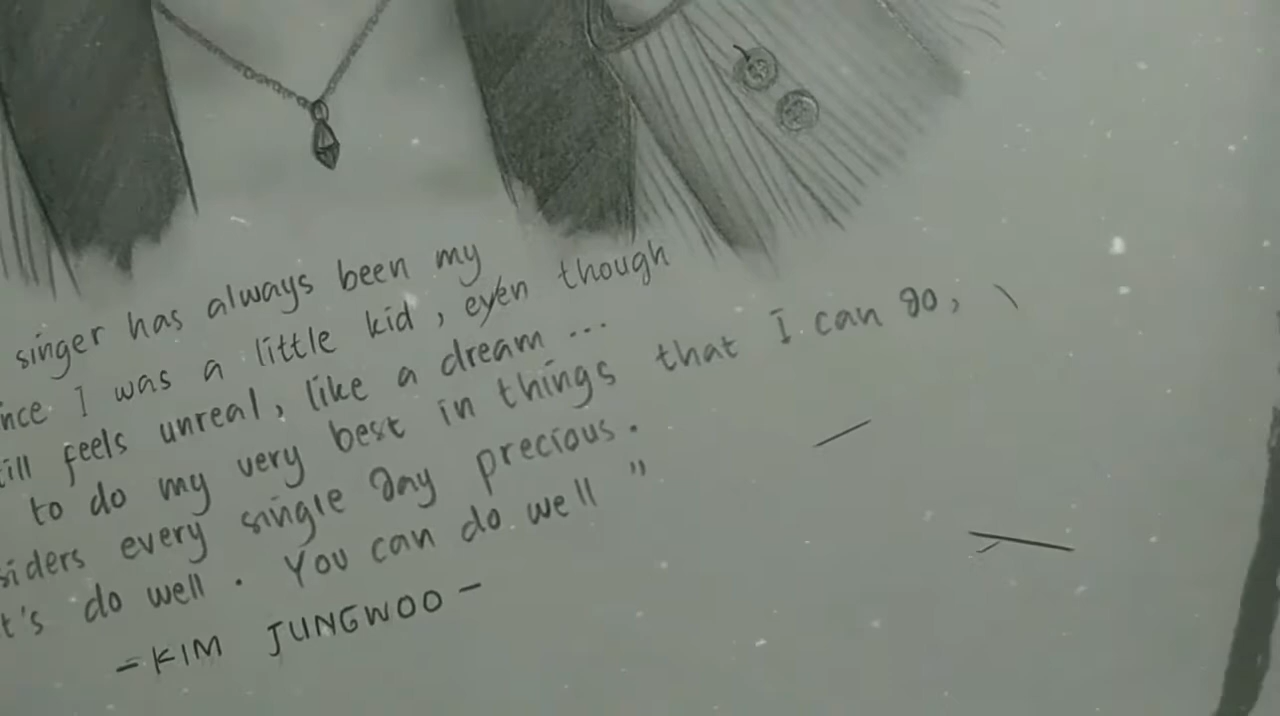 singer has always been my
nce I was a little kid, even though
ill feels unreal, like a dream ...
to do my very best in things that I can go,
siders every single day precious.
t's do well. You can do well "
- KIM JUNGWOO -